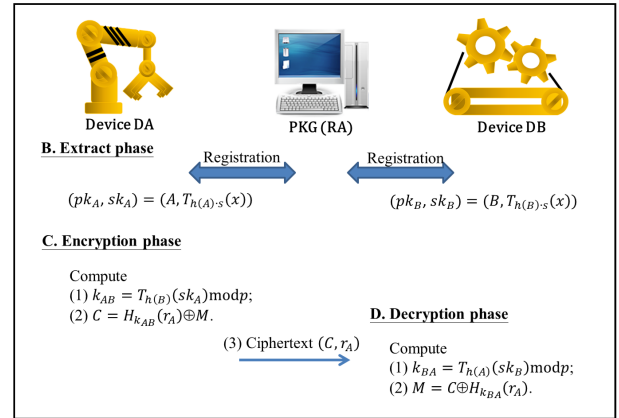 Device DA
PKG (RA)
Device DB
B. Extract phase
Registration
Registration
(pk_A, sk_A) = (A, T_{h(A)·s}(x))
(pk_B, sk_B) = (B, T_{h(B)·s}(x))
C. Encryption phase
Compute
(1) k_{AB} = T_{h(B)}(sk_A)modp;
(2) C = H_{k_{AB}}(r_A)⊕M.
(3) Ciphertext (C, r_A)
D. Decryption phase
Compute
(1) k_{BA} = T_{h(A)}(sk_B)modp;
(2) M = C⊕H_{k_{BA}}(r_A).